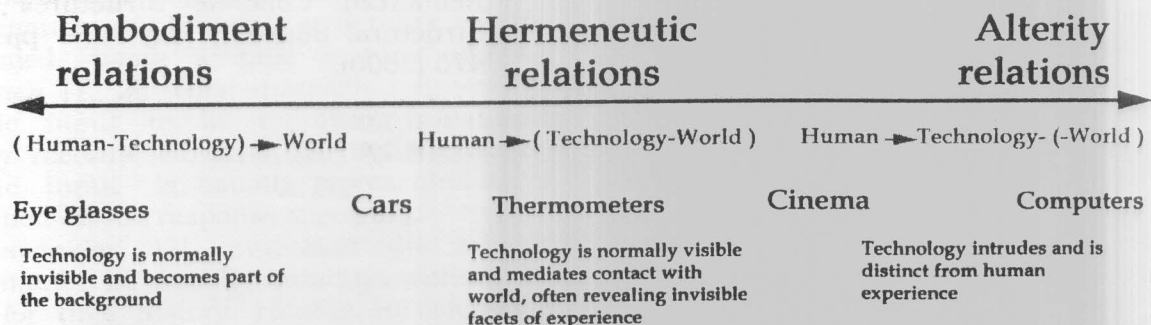 Embodiment relations
Hermeneutic relations
Alterity relations
( Human-Technology) → World
Human → ( Technology-World )
Human → Technology- (-World )
Eye glasses
Cars
Thermometers
Cinema
Computers
Technology is normally
invisible and becomes part of
the background
Technology is normally visible
and mediates contact with
world, often revealing invisible
facets of experience
Technology intrudes and is
distinct from human
experience